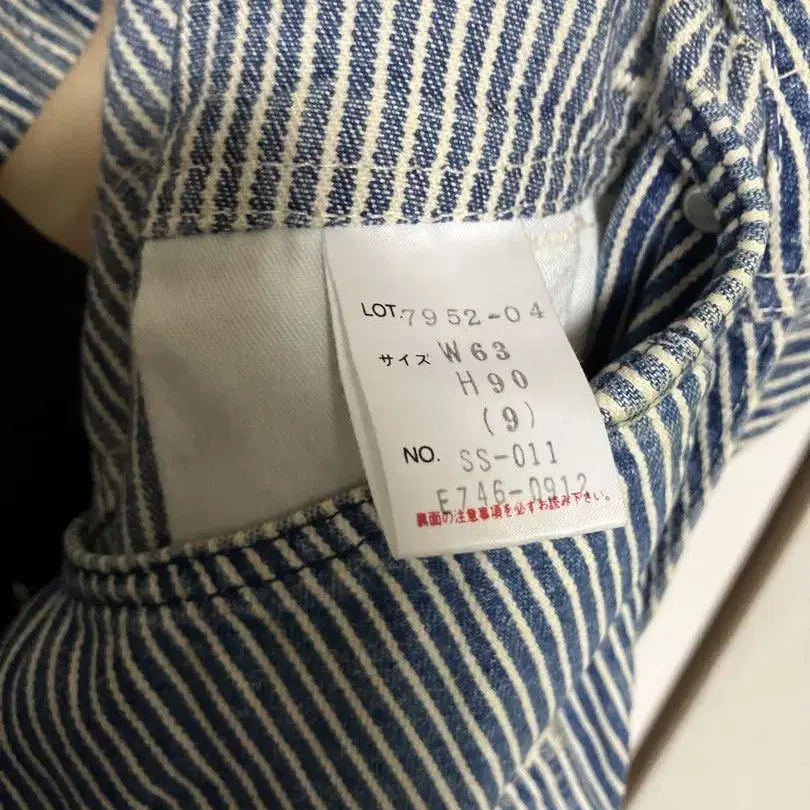 LOT. 7952-04
サイズ W63
H90
(9)
NO. SS-011
E746-0912
裏面の注意事項を必ずお読み下さい。